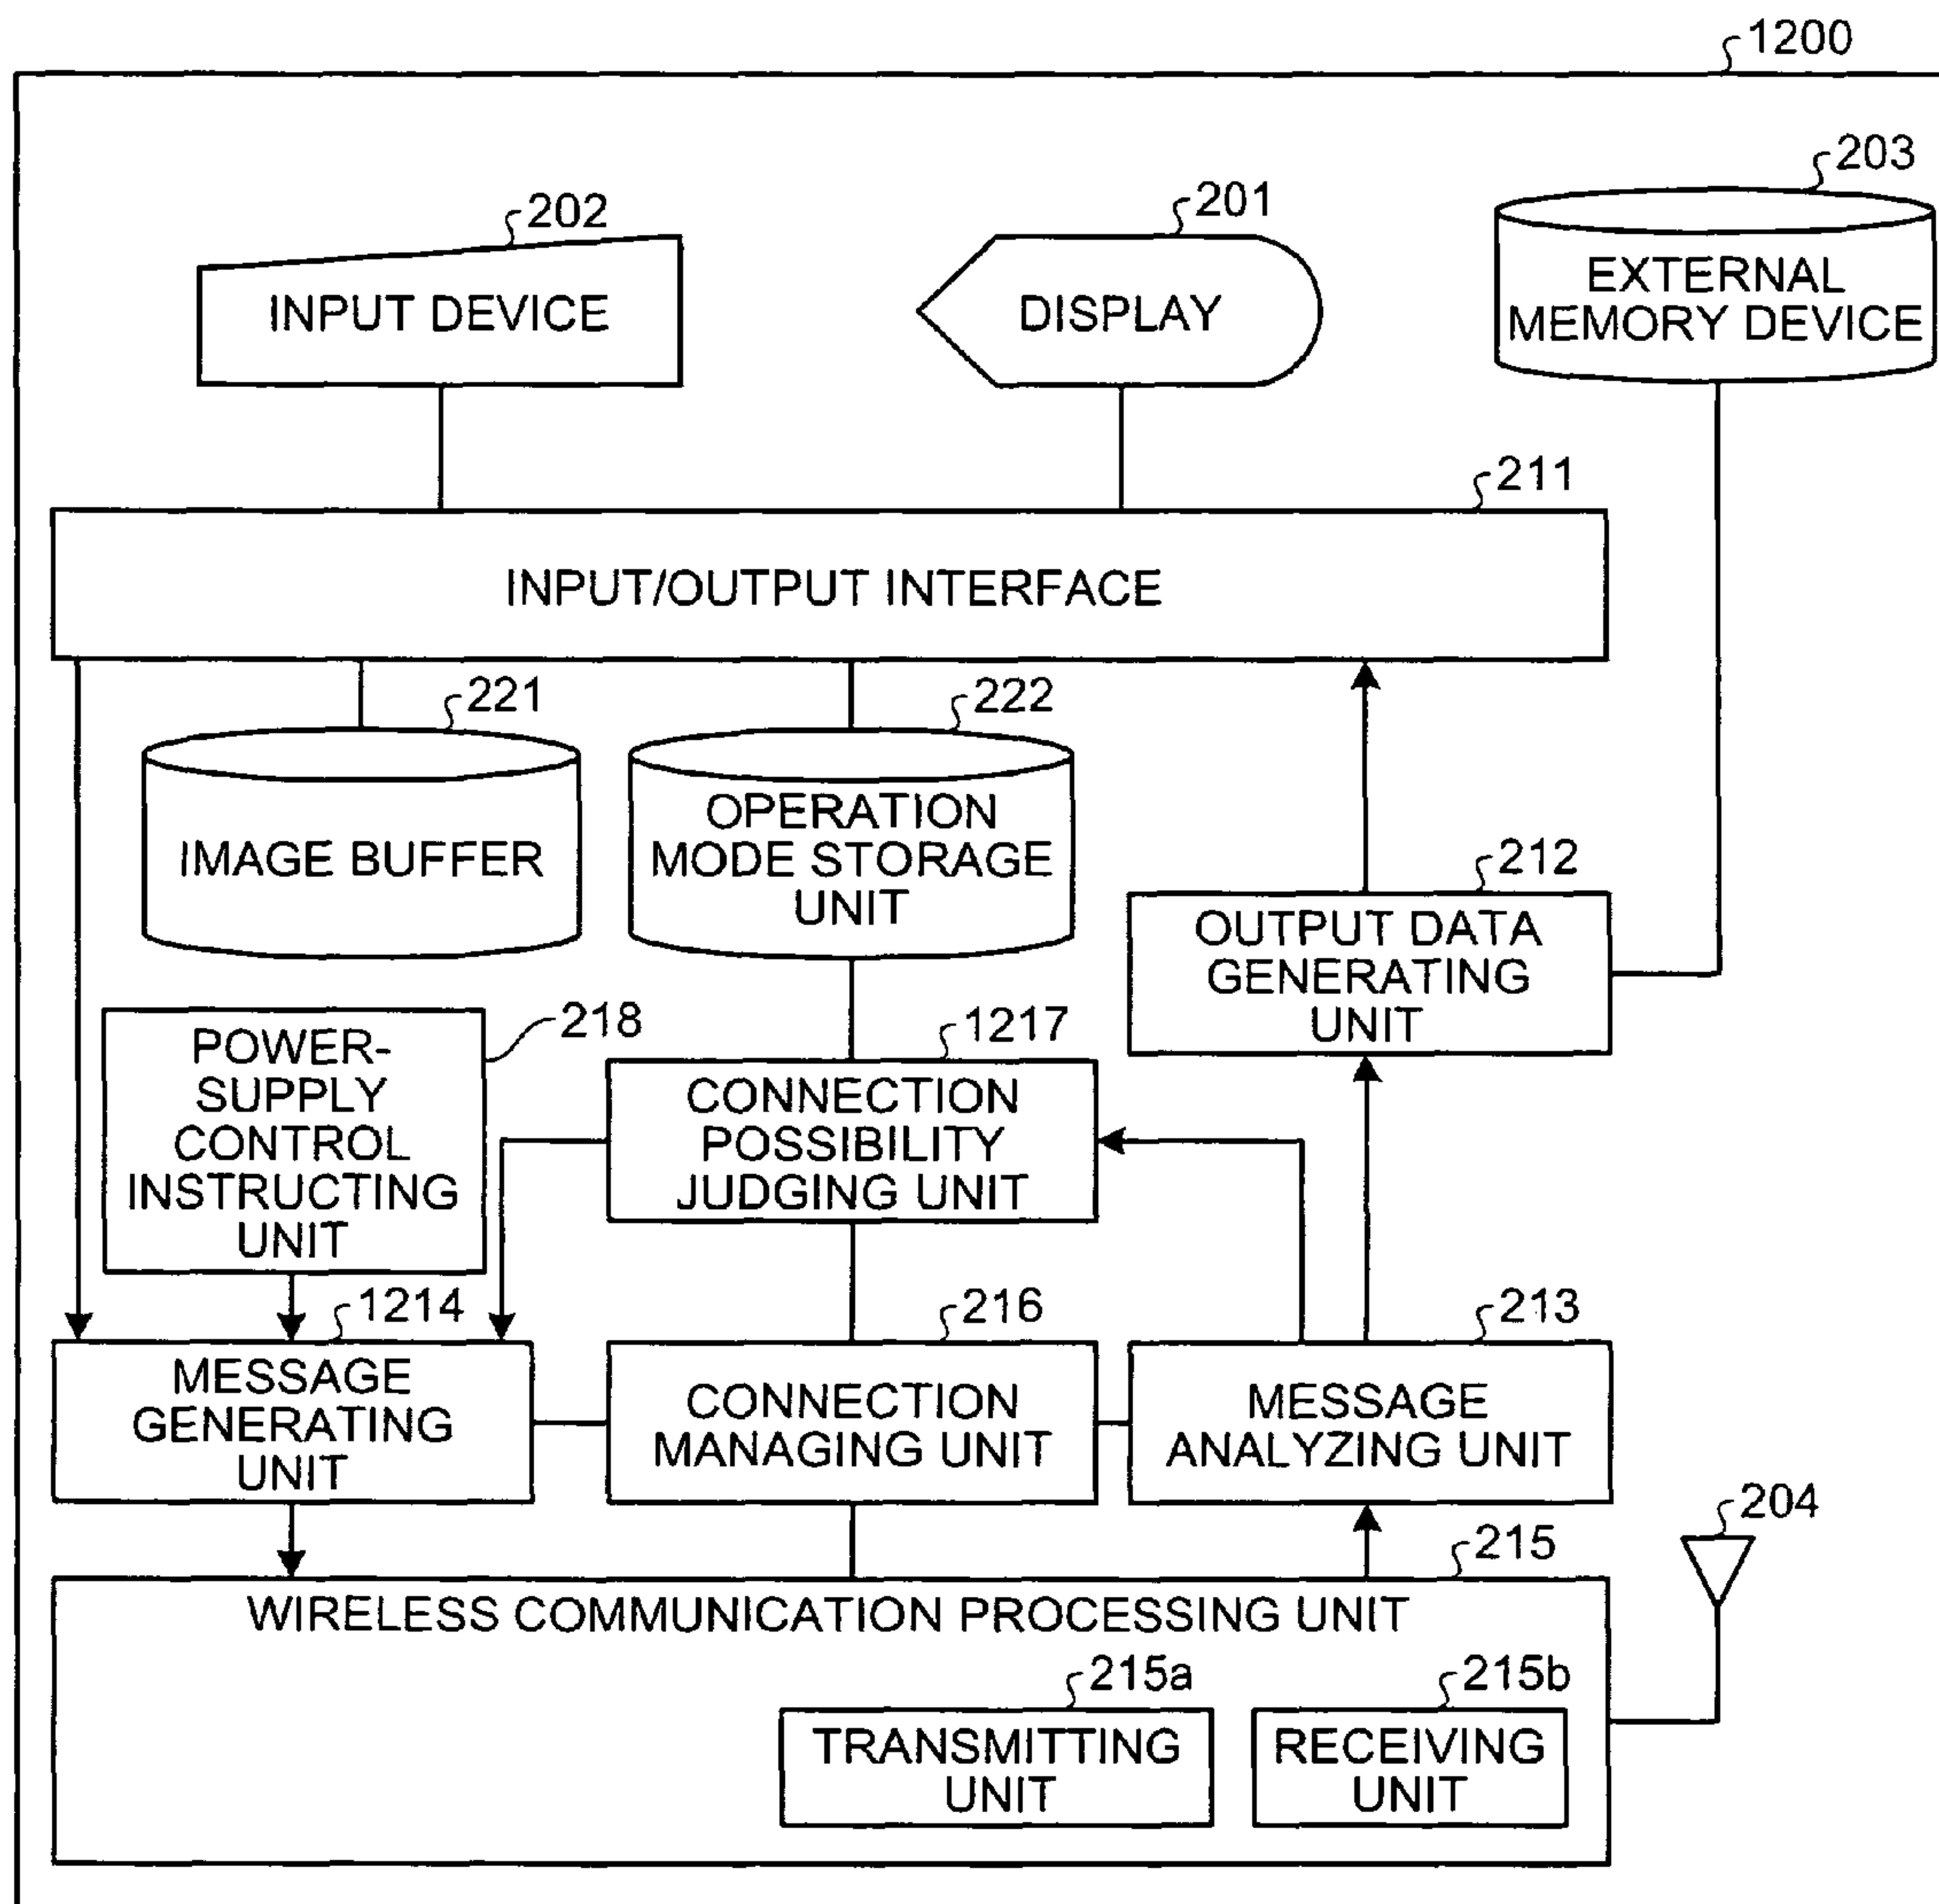 1200
203
202
201
INPUT DEVICE
DISPLAY
EXTERNAL
MEMORY DEVICE
211
INPUT/OUTPUT INTERFACE
221
222
IMAGE BUFFER
OPERATION
MODE STORAGE
UNIT
212
OUTPUT DATA
GENERATING
UNIT
218
1217
POWER-
SUPPLY
CONTROL
INSTRUCTING
UNIT
CONNECTION
POSSIBILITY
JUDGING UNIT
1214
216
213
MESSAGE
GENERATING
UNIT
CONNECTION
MANAGING UNIT
MESSAGE
ANALYZING UNIT
204
215
WIRELESS COMMUNICATION PROCESSING UNIT
215a
215b
TRANSMITTING
UNIT
RECEIVING
UNIT